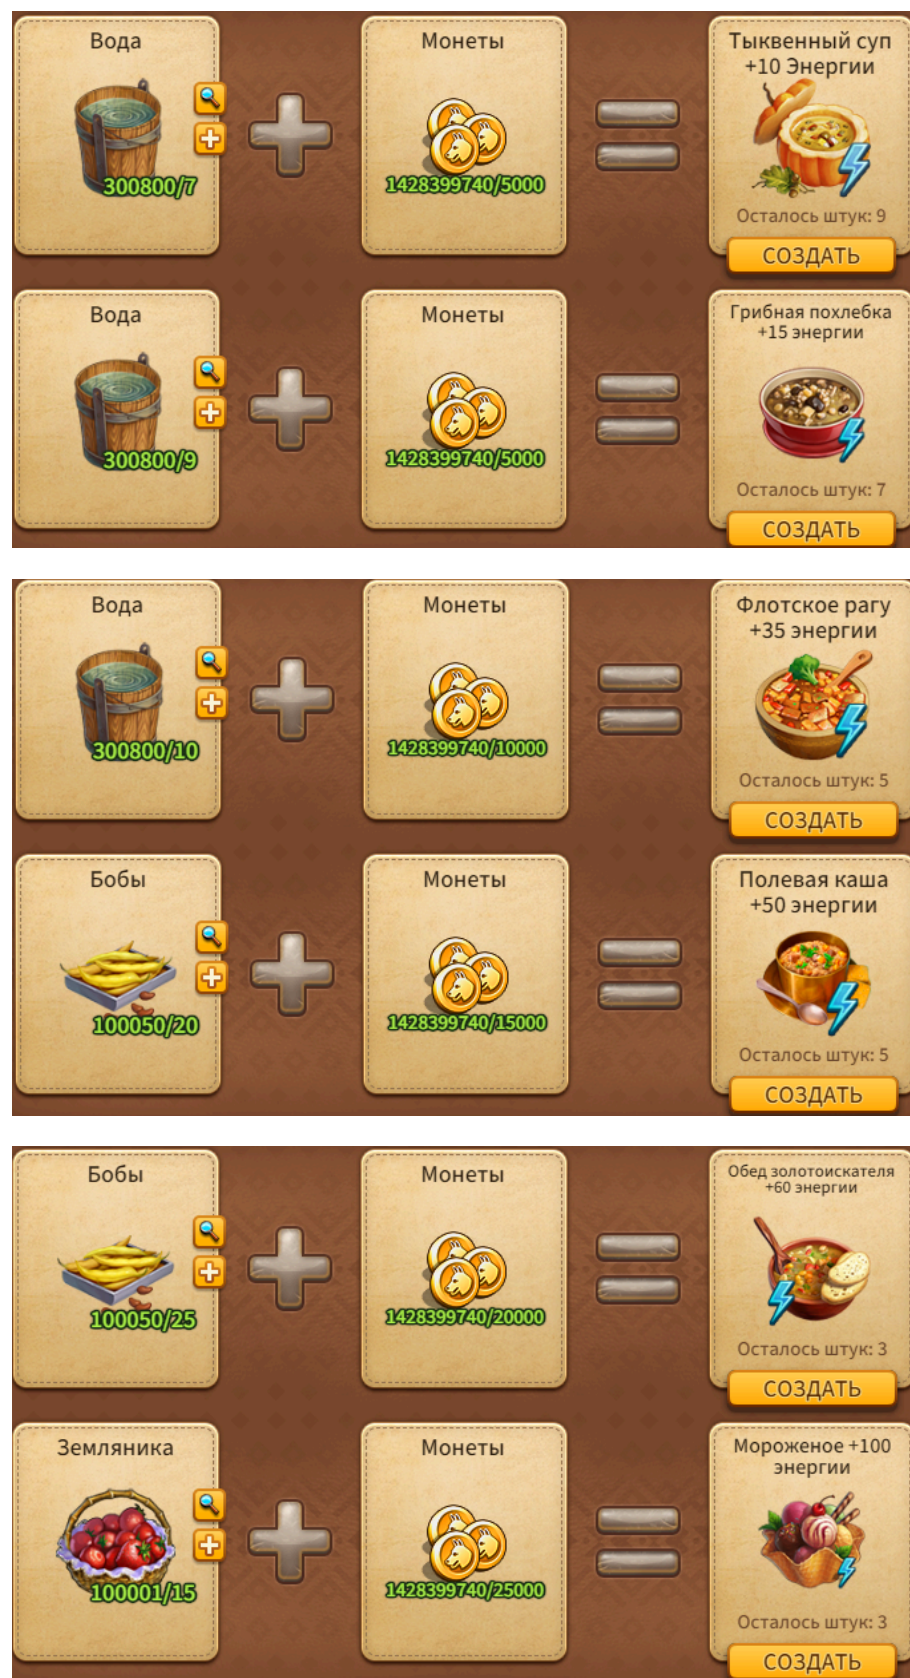 Вода
Монеты
Тыквенный суп
+10 Энергии
300800/7
1428399740/5000
Осталось штук: 9
СОЗДАТЬ
Вода
Монеты
Грибная похлебка
+15 энергии
300800/9
1428399740/5000
Осталось штук: 7
СОЗДАТЬ
Вода
Монеты
Флотское рагу
+35 энергии
300800/10
1428399740/10000
Осталось штук: 5
СОЗДАТЬ
Бобы
Монеты
Полевая каша
+50 энергии
100050/20
1428399740/15000
Осталось штук: 5
СОЗДАТЬ
Бобы
Монеты
Обед золотоискателя
+60 энергии
100050/25
1428399740/20000
Осталось штук: 3
СОЗДАТЬ
Земляника
Монеты
Мороженое +100
энергии
100001/15
1428399740/25000
Осталось штук: 3
СОЗДАТЬ